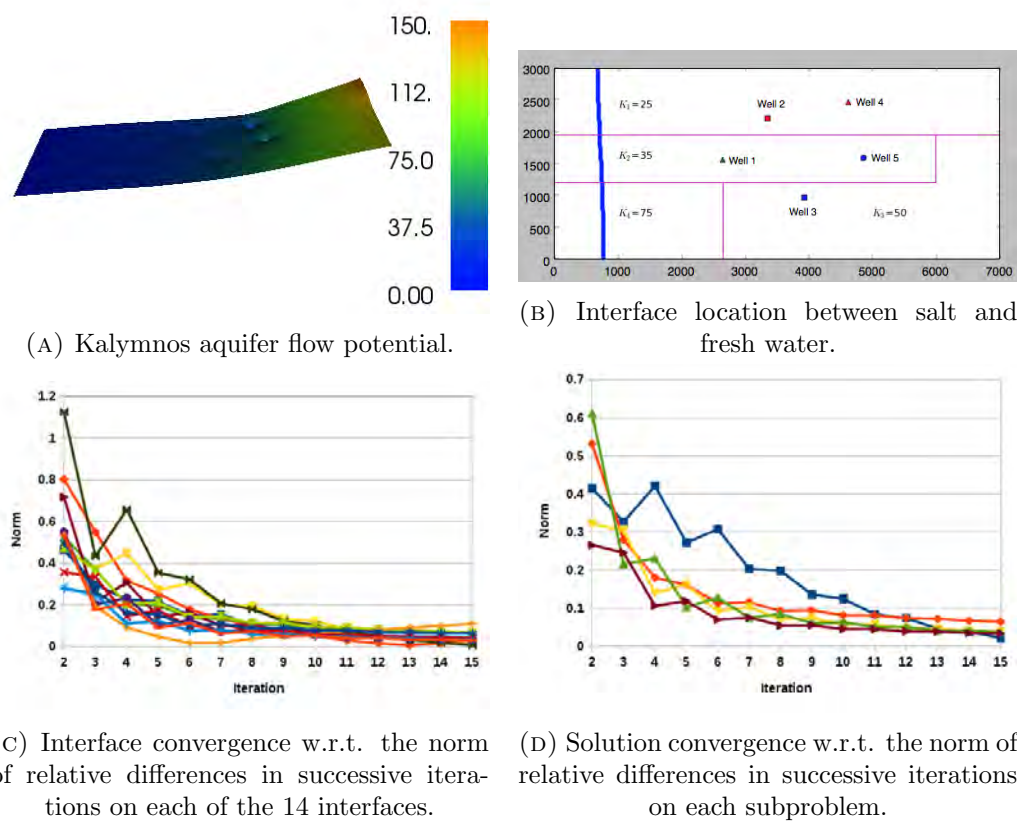 150.
112.
75.0
37.5
0.00
(A) Kalymnos aquifer flow potential.
3000
2500
2000
1500
1000
500
0
0 1000 2000 3000 4000 5000 6000 7000
K₁=25
Well 2
Well 4
K₂=35
Well 1
Well 5
K₄=75
Well 3
(B) Interface location between salt and
fresh water.
1.2
1
0.8
0.6
0.4
0.2
0
Norm
2 3 4 5 6 7 8 9 10 11 12 13 14 15
Iteration
C) Interface convergence w.r.t. the norm
of relative differences in successive itera-
tions on each of the 14 interfaces.
0.7
0.6
0.5
0.4
0.3
0.2
0.1
0
Norm
2 3 4 5 6 7 8 9 10 11 12 13 14 15
Iteration
(D) Solution convergence w.r.t. the norm of
relative differences in successive iterations
on each subproblem.